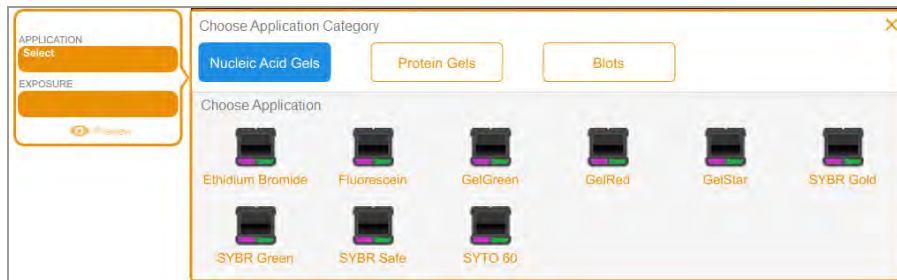 APPLICATION
Select
EXPOSURE
Preview
Choose Application Category
Nucleic Acid Gels
Protein Gels
Blots
Choose Application
Ethidium Bromide
Fluorescein
GelGreen
GelRed
GelStar
SYBR Gold
SYBR Green
SYBR Safe
SYTO 60